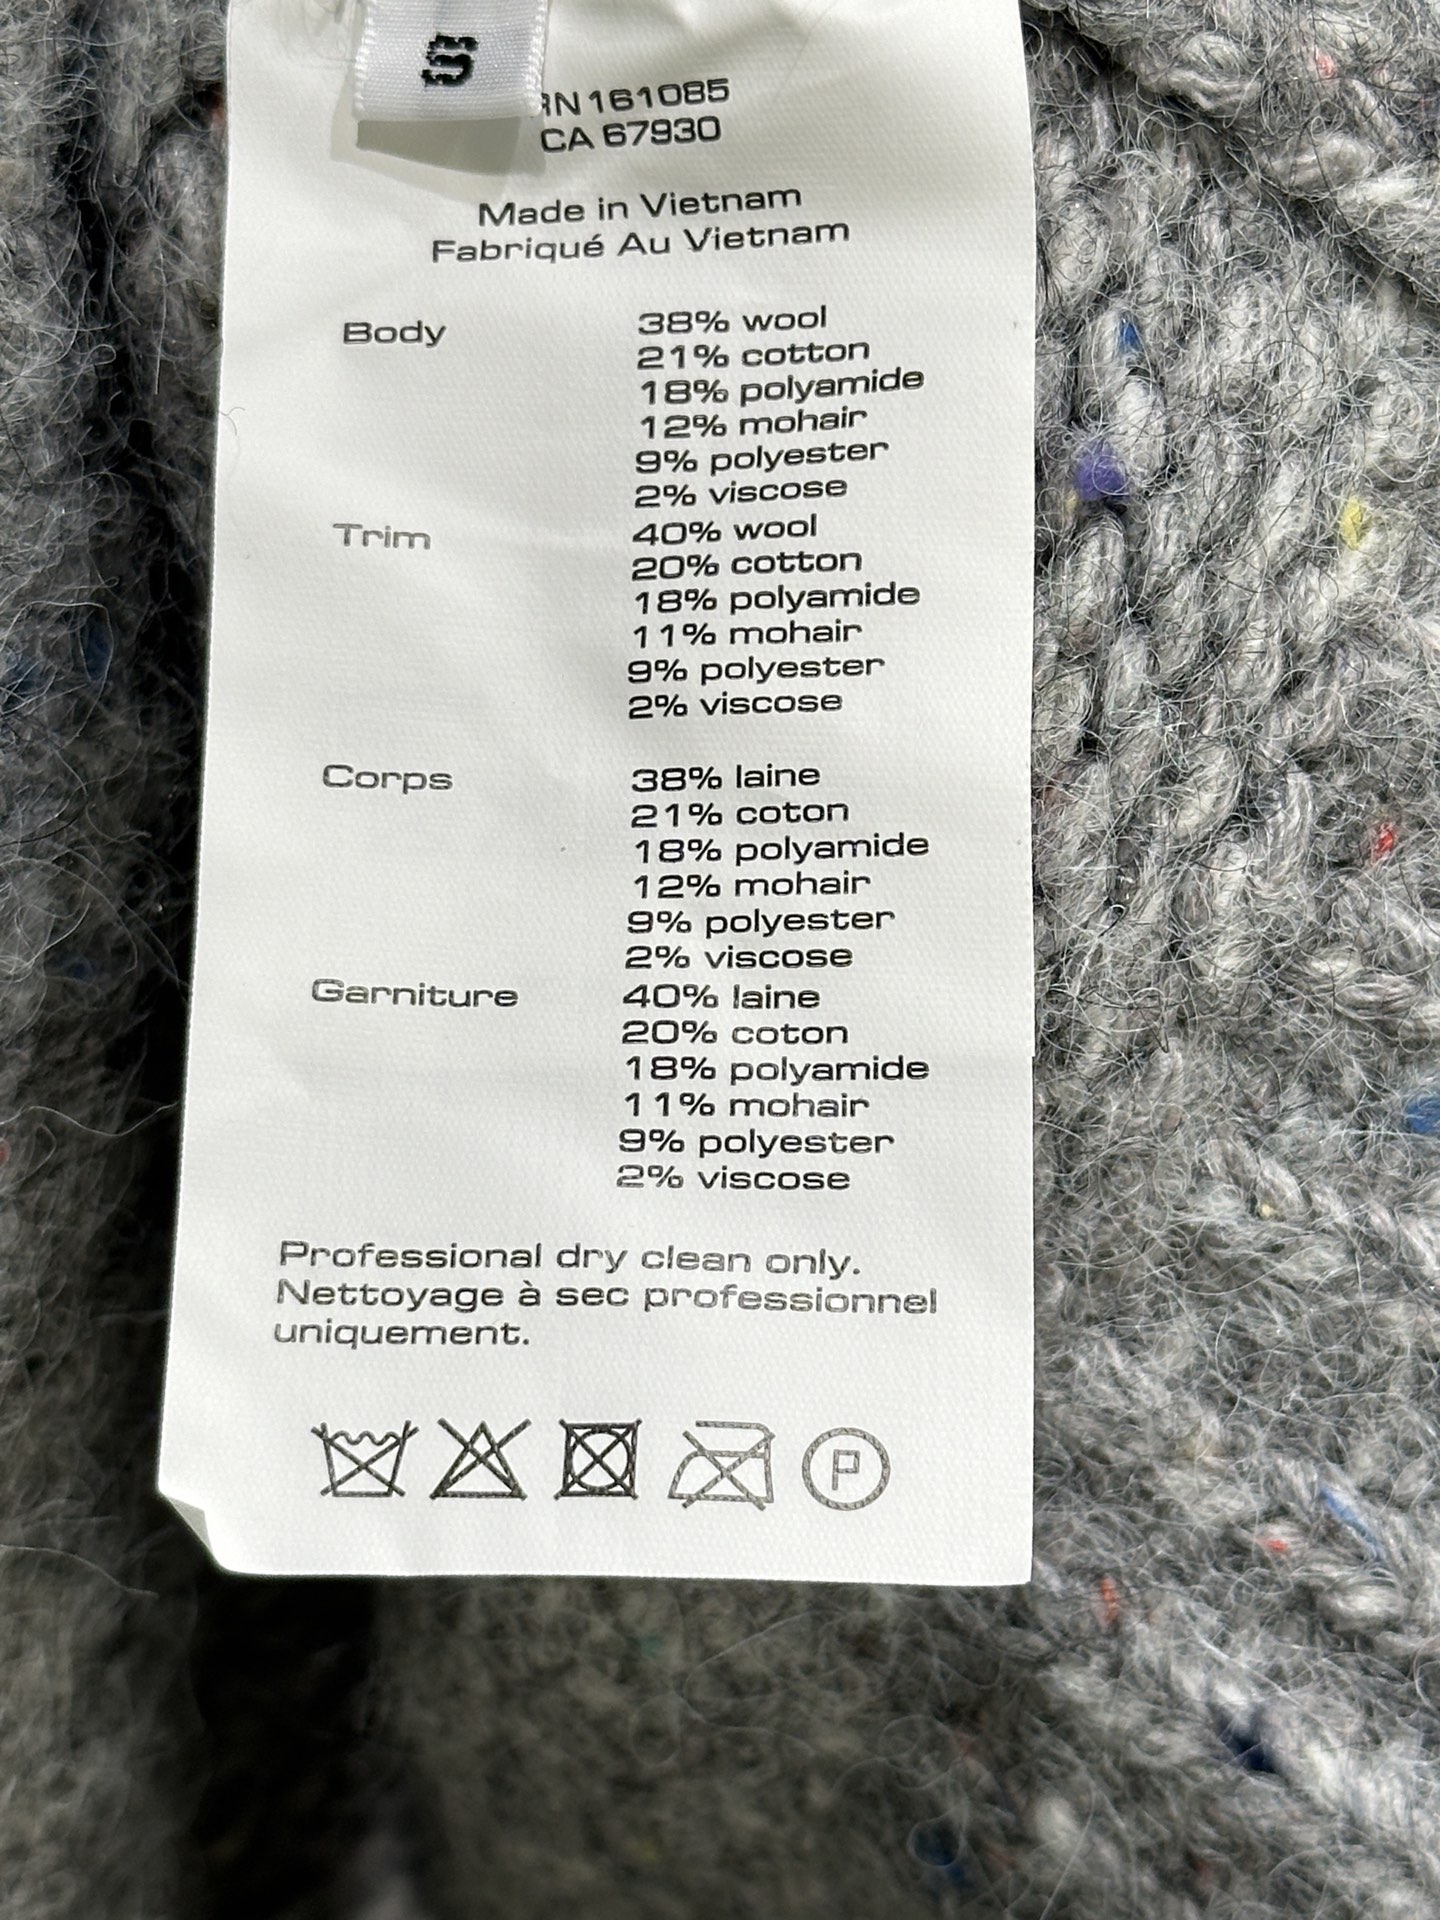 S
RN 161085
CA 67930
Made in Vietnam
Fabriqué Au Vietnam
Body 38% wool
21% cotton
18% polyamide
12% mohair
9% polyester
2% viscose
Trim 40% wool
20% cotton
18% polyamide
11% mohair
9% polyester
2% viscose
Corps 38% laine
21% coton
18% polyamide
12% mohair
9% polyester
2% viscose
Garniture 40% laine
20% coton
18% polyamide
11% mohair
9% polyester
2% viscose
Professional dry clean only.
Nettoyage à sec professionnel
uniquement.
P